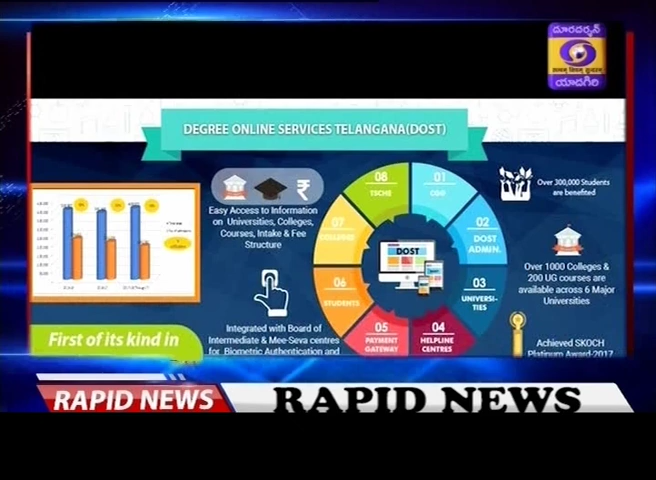 దూరదర్శన్
యాదగిరి
DEGREE ONLINE SERVICES TELANGANA(DOST)
Easy Access to Information
on Universities, Colleges,
Courses, Intake & Fee
Structure
Integrated with Board of
Intermediate & Mee-Seva centres
for Biometric Authentication and
First of its kind in
08
TSCHE
01
02
DOST
ADMIN.
03
UNIVERSI-
TIES
04
HELPLINE
CENTRES
05
PAYMENT
GATEWAY
06
STUDENTS
07
COLLEGES
DOST
Over 300,000 Students
are benefited
Over 1000 Colleges &
200 UG courses are
available across 6 Major
Universities
Achieved SKOCH
Platinum Award-2017
RAPID NEWS
RAPID NEWS